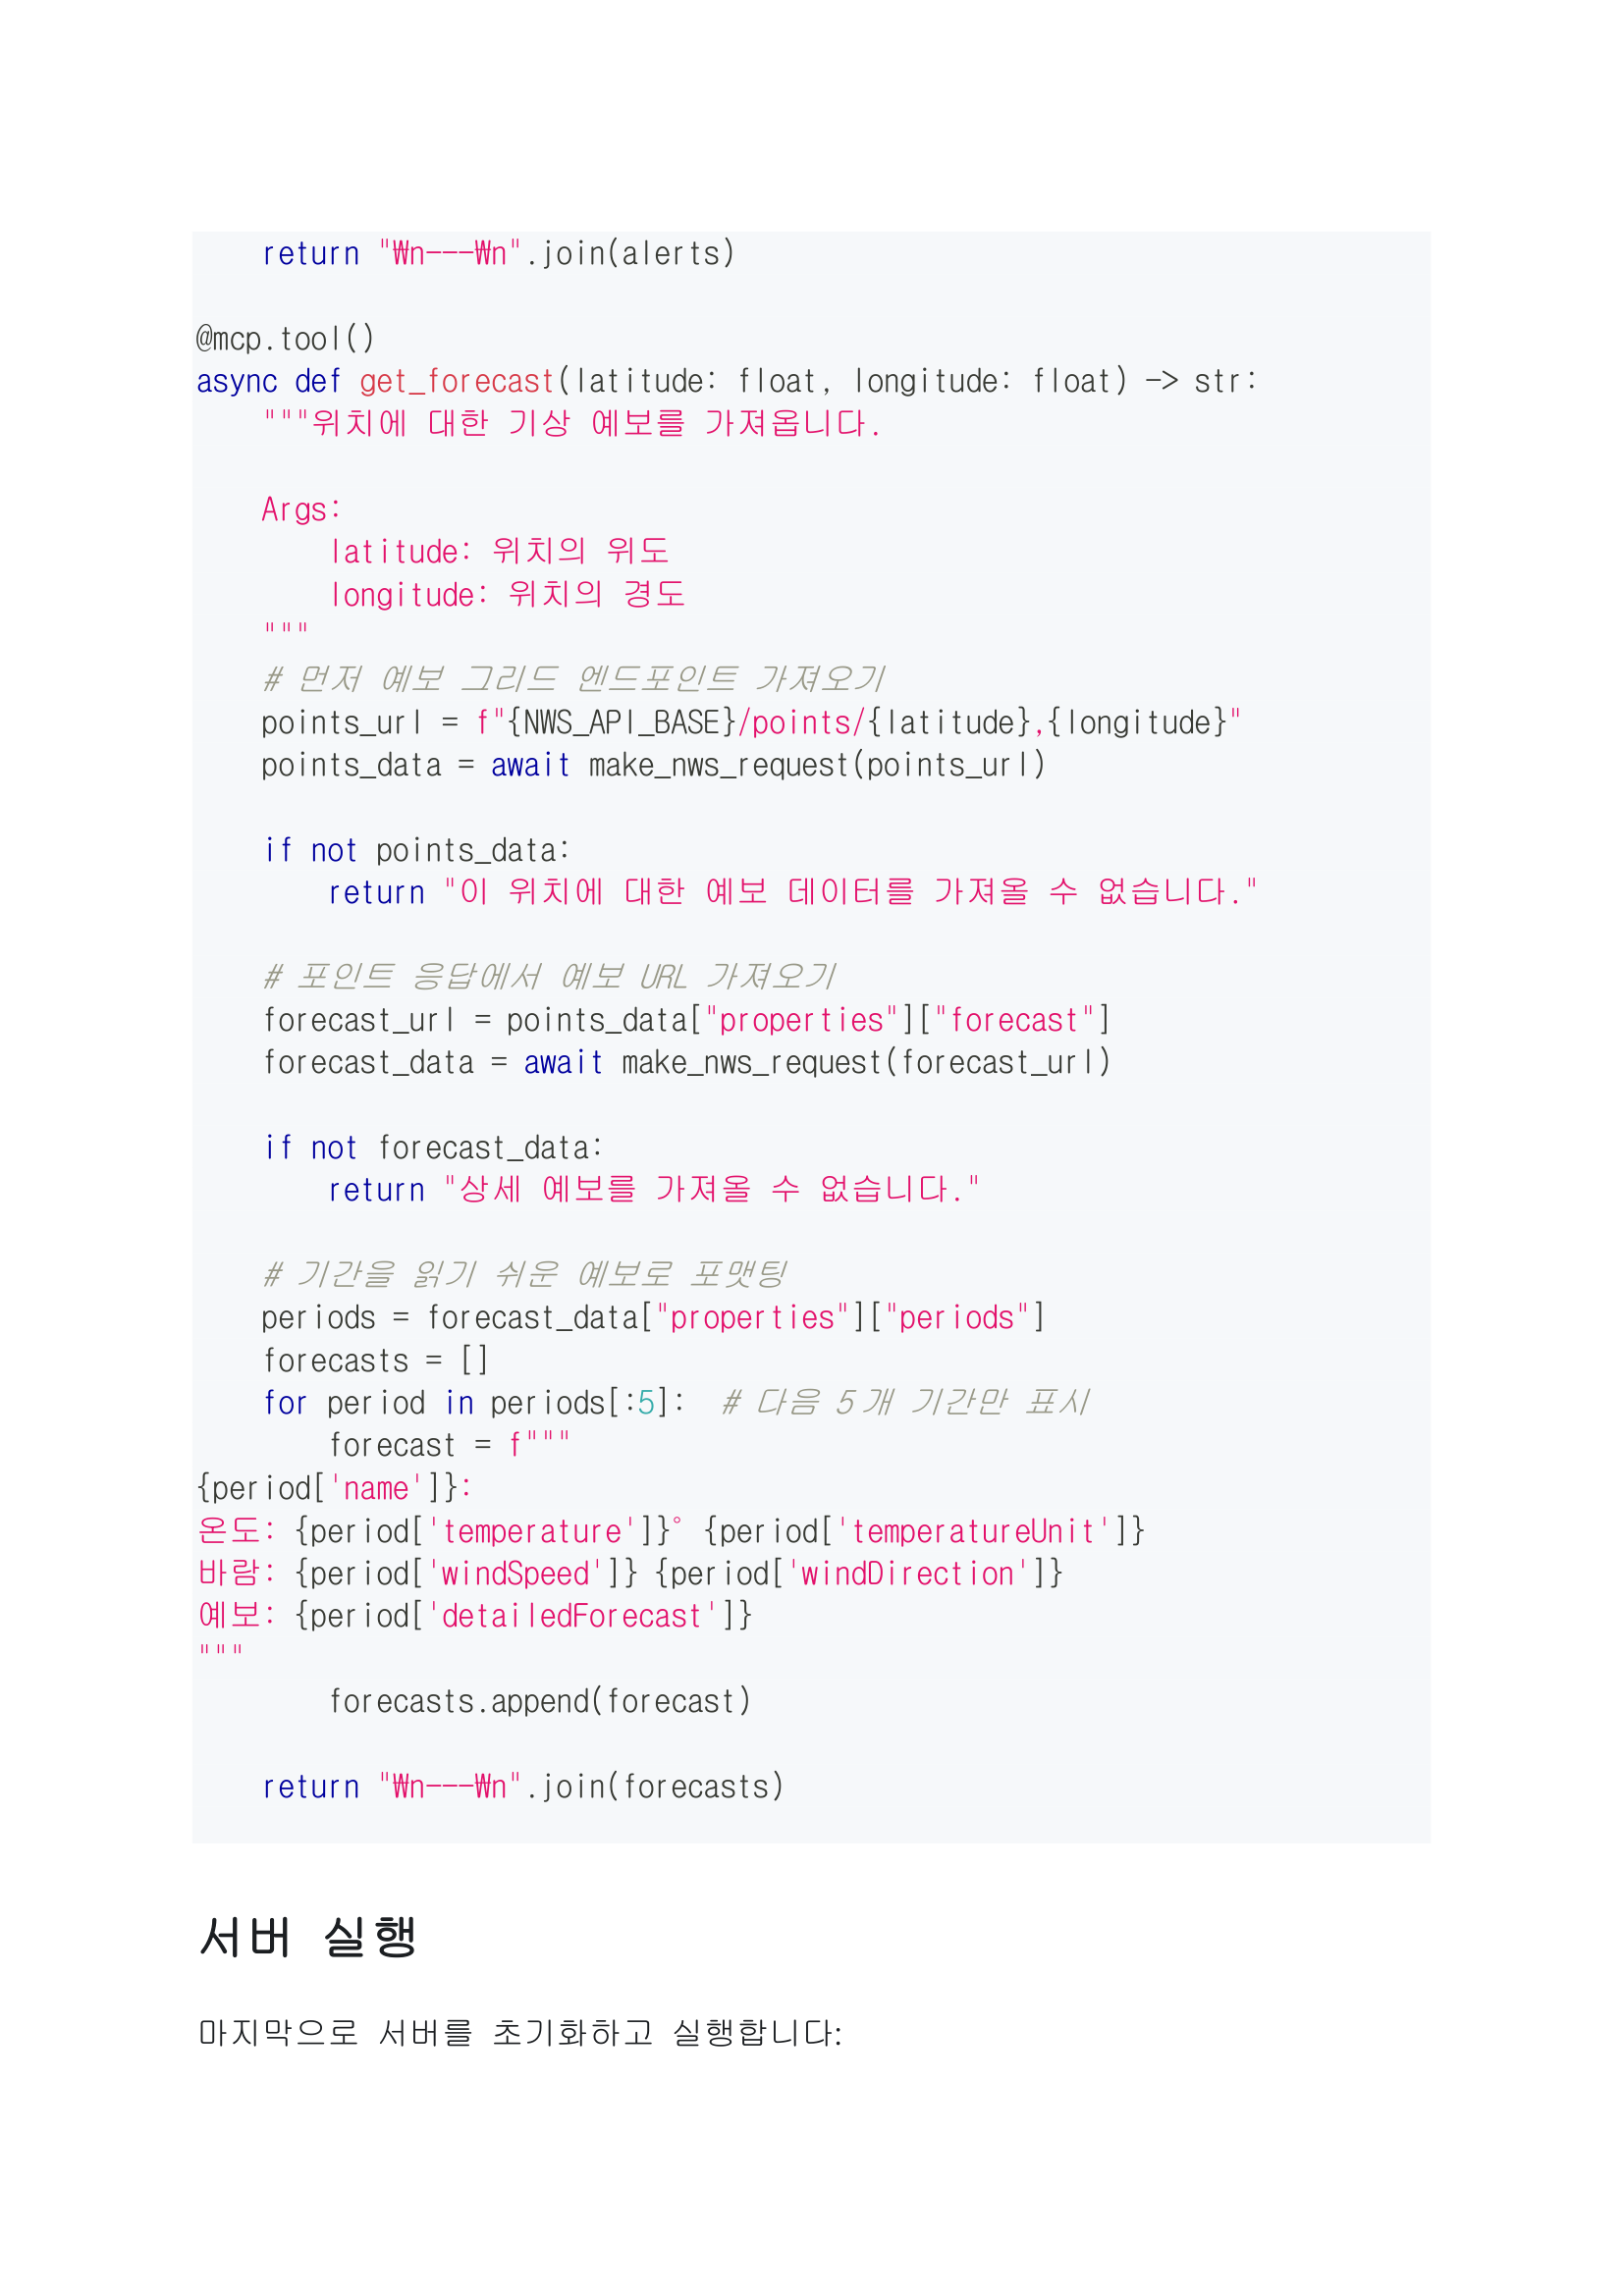 return "₩n---₩n".join(alerts)

@mcp.tool()
async def get_forecast(latitude: float, longitude: float) -> str:
    """위치에 대한 기상 예보를 가져옵니다.

    Args:
        latitude: 위치의 위도
        longitude: 위치의 경도
    """
    # 먼저 예보 그리드 엔드포인트 가져오기
    points_url = f"{NWS_API_BASE}/points/{latitude},{longitude}"
    points_data = await make_nws_request(points_url)

    if not points_data:
        return "이 위치에 대한 예보 데이터를 가져올 수 없습니다."

    # 포인트 응답에서 예보 URL 가져오기
    forecast_url = points_data["properties"]["forecast"]
    forecast_data = await make_nws_request(forecast_url)

    if not forecast_data:
        return "상세 예보를 가져올 수 없습니다."

    # 기간을 읽기 쉬운 예보로 포맷팅
    periods = forecast_data["properties"]["periods"]
    forecasts = []
    for period in periods[:5]:  # 다음 5개 기간만 표시
        forecast = f"""
{period['name']}:
온도: {period['temperature']}° {period['temperatureUnit']}
바람: {period['windSpeed']} {period['windDirection']}
예보: {period['detailedForecast']}
"""
        forecasts.append(forecast)

    return "₩n---₩n".join(forecasts)

서버 실행
마지막으로 서버를 초기화하고 실행합니다: